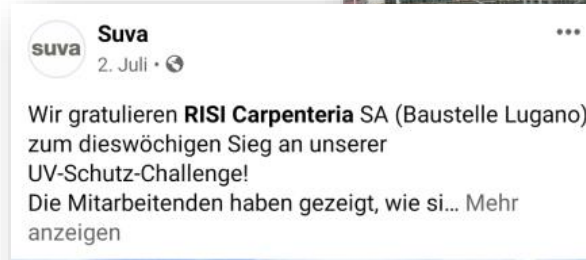 suva
Suva
2. Juli
Wir gratulieren RISI Carpenteria SA (Baustelle Lugano)
zum dieswöchigen Sieg an unserer
UV-Schutz-Challenge!
Die Mitarbeitenden haben gezeigt, wie si... Mehr
anzeigen